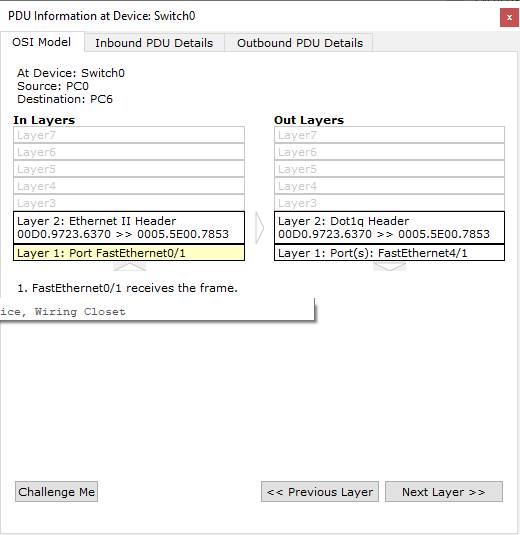 PDU Information at Device: Switch0
x
OSI Model
Inbound PDU Details
Outbound PDU Details
At Device: Switch0
Source: PC0
Destination: PC6
In Layers
Out Layers
Layer7
Layer7
Layer6
Layer6
Layer5
Layer5
Layer4
Layer4
Layer3
Layer3
Layer 2: Ethernet II Header
00D0.9723.6370 >> 0005.5E00.7853
Layer 2: Dot1q Header
00D0.9723.6370 >> 0005.5E00.7853
Layer 1: Port FastEthernet0/1
Layer 1: Port(s): FastEthernet4/1
1. FastEthernet0/1 receives the frame.
ice, Wiring Closet
Challenge Me
<< Previous Layer
Next Layer >>